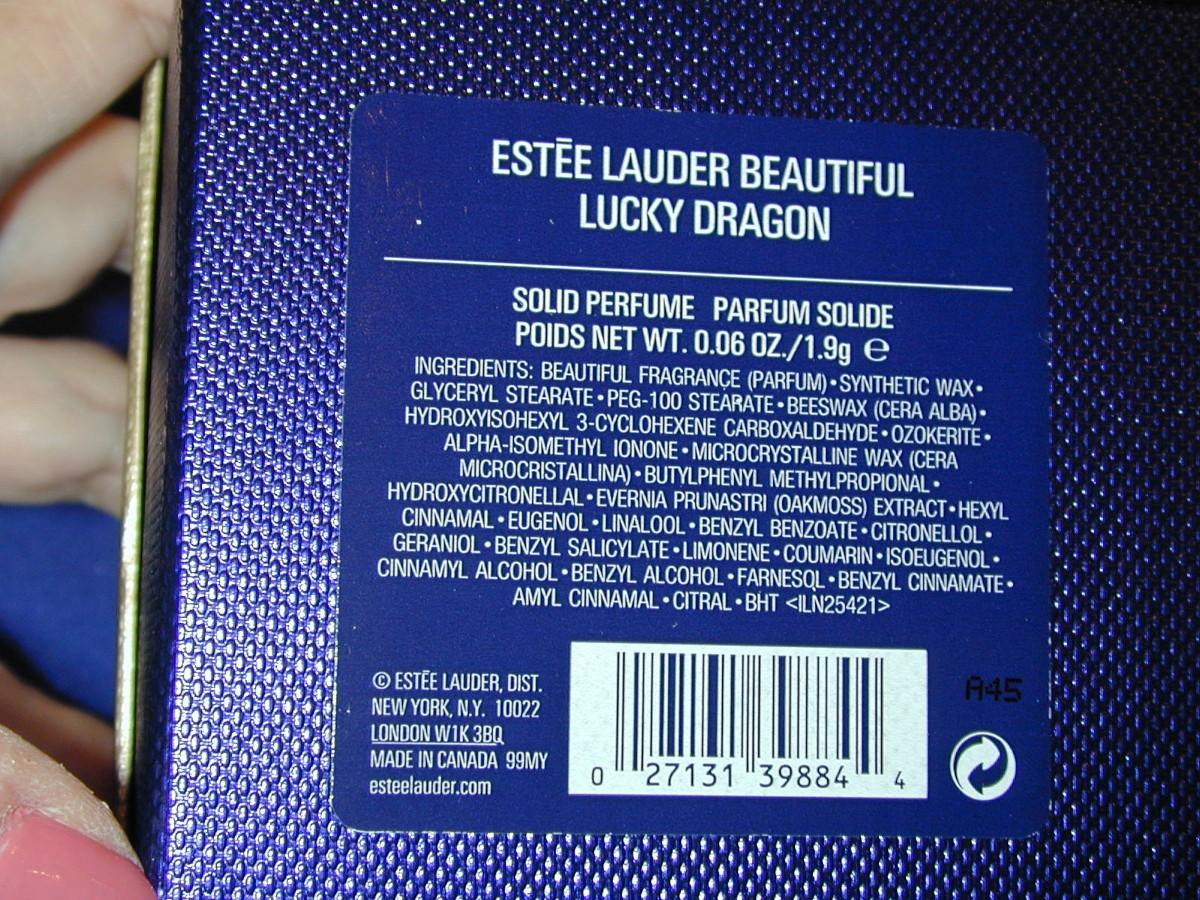 ESTĒE LAUDER BEAUTIFUL
LUCKY DRAGON
SOLID PERFUME PARFUM SOLIDE
POIDS NET WT. 0.06 OZ./1.9g e
INGREDIENTS: BEAUTIFUL FRAGRANCE (PARFUM)•SYNTHETIC WAX•
GLYCERYL STEARATE•PEG-100 STEARATE•BEESWAX (CERA ALBA)•
HYDROXYISOHEXYL 3-CYCLOHEXENE CARBOXALDEHYDE•OZOKERITE•
ALPHA-ISOMETHYL IONONE•MICROCRYSTALLINE WAX (CERA
MICROCRISTALLINA)•BUTYLPHENYL METHYLPROPIONAL•
HYDROXYCITRONELLAL•EVERNIA PRUNASTRI (OAKMOSS) EXTRACT•HEXYL
CINNAMAL•EUGENOL•LINALOOL•BENZYL BENZOATE•CITRONELLOL•
GERANIOL•BENZYL SALICYLATE•LIMONENE•COUMARIN•ISOEUGENOL•
CINNAMYL ALCOHOL•BENZYL ALCOHOL•FARNESOL•BENZYL CINNAMATE•
AMYL CINNAMAL•CITRAL•BHT <ILN25421>
© ESTĒE LAUDER, DIST.
NEW YORK, N.Y. 10022
LONDON W1K 3BQ
MADE IN CANADA 99MY
esteelauder.com
0 27131 39884 4
A45